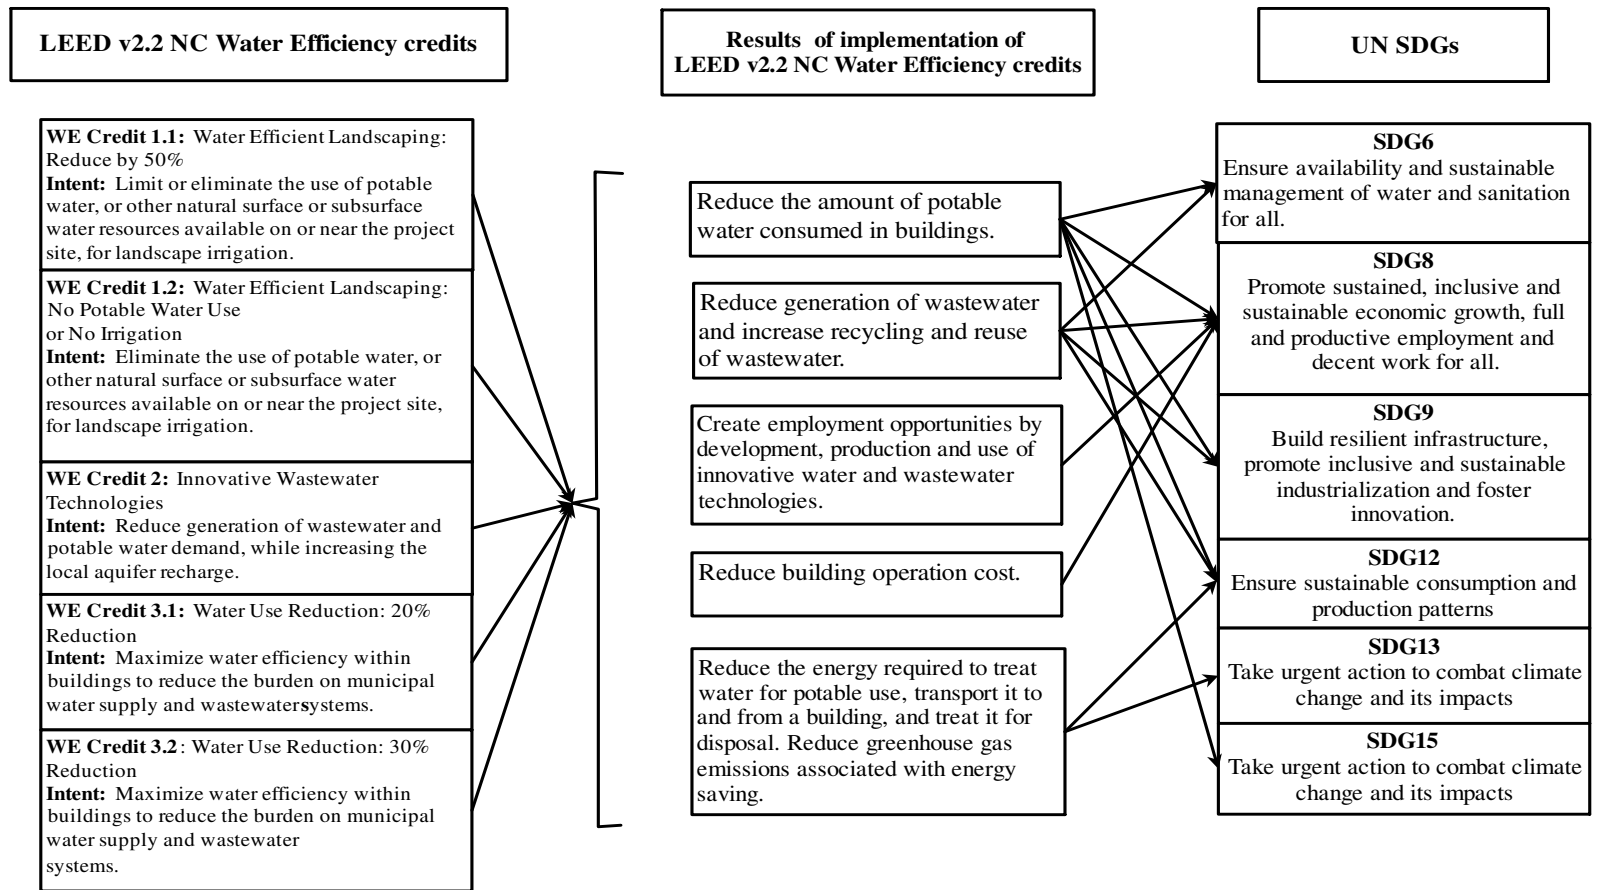 LEED v2.2 NC Water Efficiency credits
WE Credit 1.1: Water Efficient Landscaping:
Reduce by 50%
Intent: Limit or eliminate the use of potable
water, or other natural surface or subsurface
water resources available on or near the project
site, for landscape irrigation.
WE Credit 1.2: Water Efficient Landscaping:
No Potable Water Use
or No Irrigation
Intent: Eliminate the use of potable water, or
other natural surface or subsurface water
resources available on or near the project site,
for landscape irrigation.
WE Credit 2: Innovative Wastewater
Technologies
Intent: Reduce generation of wastewater and
potable water demand, while increasing the
local aquifer recharge.
WE Credit 3.1: Water Use Reduction: 20%
Reduction
Intent: Maximize water efficiency within
buildings to reduce the burden on municipal
water supply and wastewatersystems.
WE Credit 3.2: Water Use Reduction: 30%
Reduction
Intent: Maximize water efficiency within
buildings to reduce the burden on municipal
water supply and wastewater
systems.
Results of implementation of
LEED v2.2 NC Water Efficiency credits
Reduce the amount of potable
water consumed in buildings.
Reduce generation of wastewater
and increase recycling and reuse
of wastewater.
Create employment opportunities by
development, production and use of
innovative water and wastewater
technologies.
Reduce building operation cost.
Reduce the energy required to treat
water for potable use, transport it to
and from a building, and treat it for
disposal. Reduce greenhouse gas
emissions associated with energy
saving.
UN SDGs
SDG6
Ensure availability and sustainable
management of water and sanitation
for all.
SDG8
Promote sustained, inclusive and
sustainable economic growth, full
and productive employment and
decent work for all.
SDG9
Build resilient infrastructure,
promote inclusive and sustainable
industrialization and foster
innovation.
SDG12
Ensure sustainable consumption and
production patterns
SDG13
Take urgent action to combat climate
change and its impacts
SDG15
Take urgent action to combat climate
change and its impacts